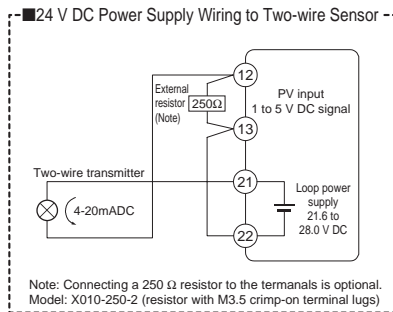 ■24 V DC Power Supply Wiring to Two-wire Sensor
12
External
resistor
(Note)
250Ω
PV input
1 to 5 V DC signal
13
Two-wire transmitter
21
4-20mADC
Loop power
supply
21.6 to
28.0 V DC
22
Note: Connecting a 250 Ω resistor to the termanals is optional.
Model: X010-250-2 (resistor with M3.5 crimp-on terminal lugs)